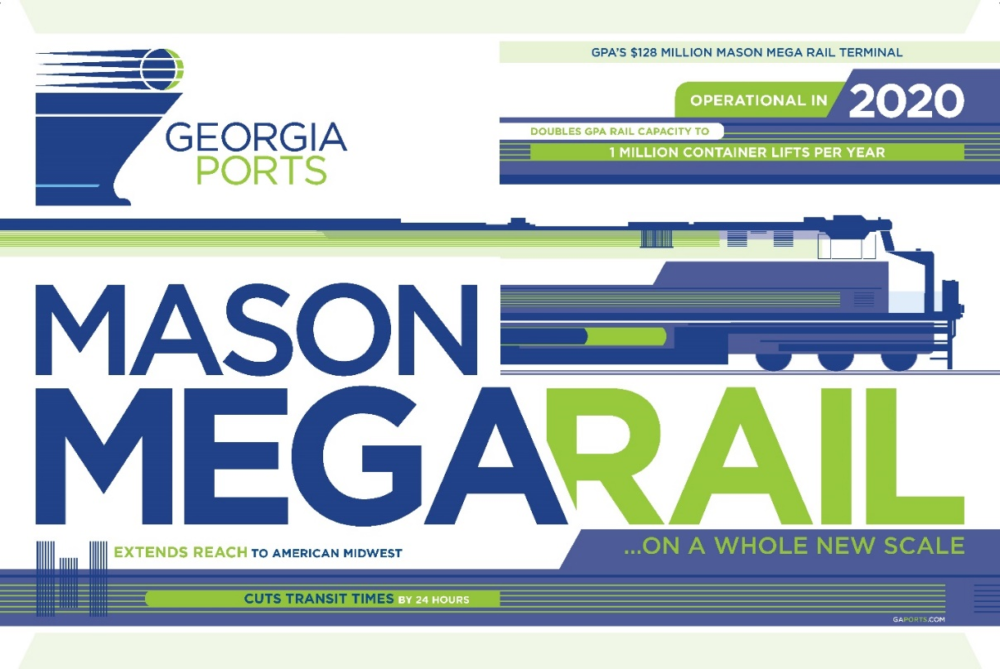 GEORGIA
PORTS
GPA'S $128 MILLION MASON MEGA RAIL TERMINAL
OPERATIONAL IN 2020
DOUBLES GPA RAIL CAPACITY TO
1 MILLION CONTAINER LIFTS PER YEAR
MASON
MEGARAIL
...ON A WHOLE NEW SCALE
EXTENDS REACH TO AMERICAN MIDWEST
CUTS TRANSIT TIMES BY 24 HOURS
GAPORTS.COM